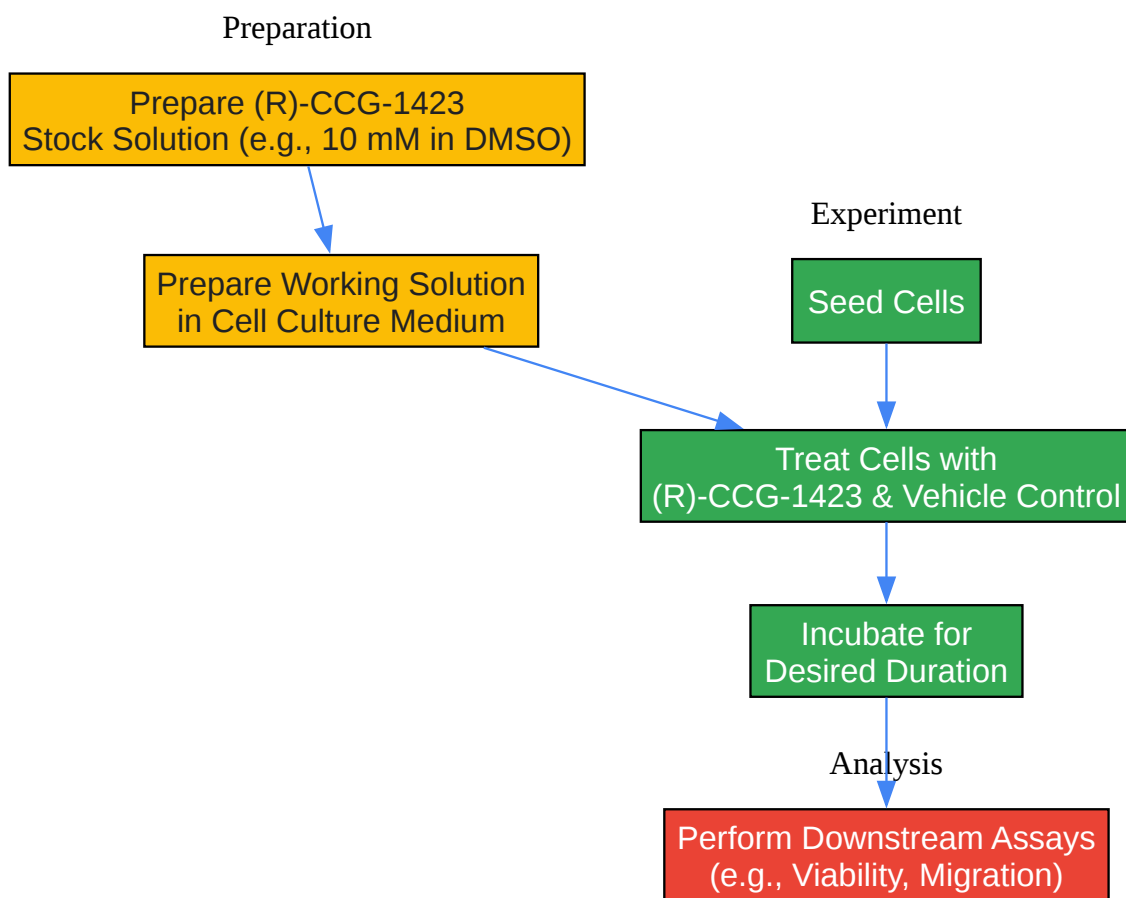 Preparation
Prepare (R)-CCG-1423
Stock Solution (e.g., 10 mM in DMSO)
Prepare Working Solution
in Cell Culture Medium
Experiment
Seed Cells
Treat Cells with
(R)-CCG-1423 & Vehicle Control
Incubate for
Desired Duration
Analysis
Perform Downstream Assays
(e.g., Viability, Migration)